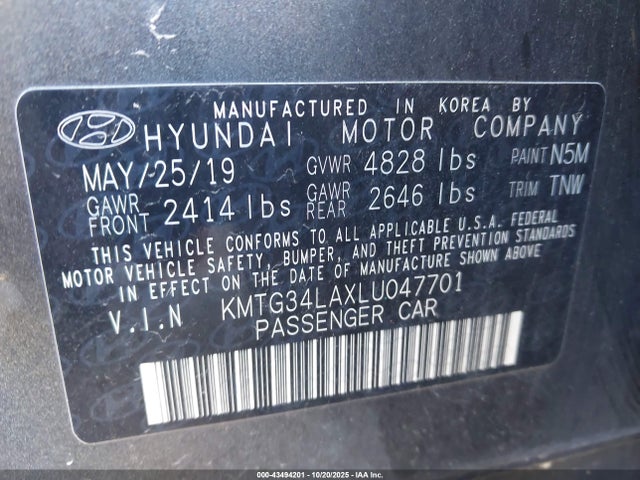 MANUFACTURED IN KOREA BY
HYUNDAI MOTOR COMPANY
MAY/25/19 GVWR 4828 lbs PAINT N5M
GAWR FRONT 2414 lbs GAWR REAR 2646 lbs TRIM TNW
THIS VEHICLE CONFORMS TO ALL APPLICABLE U.S.A. FEDERAL
MOTOR VEHICLE SAFETY, BUMPER, AND THEFT PREVENTION STANDARDS
IN EFFECT ON THE DATE OF MANUFACTURE SHOWN ABOVE
V.I.N KMTG34LAXLU047701
PASSENGER CAR
000-43494201 | 10/20/2025 | IAA, Inc.